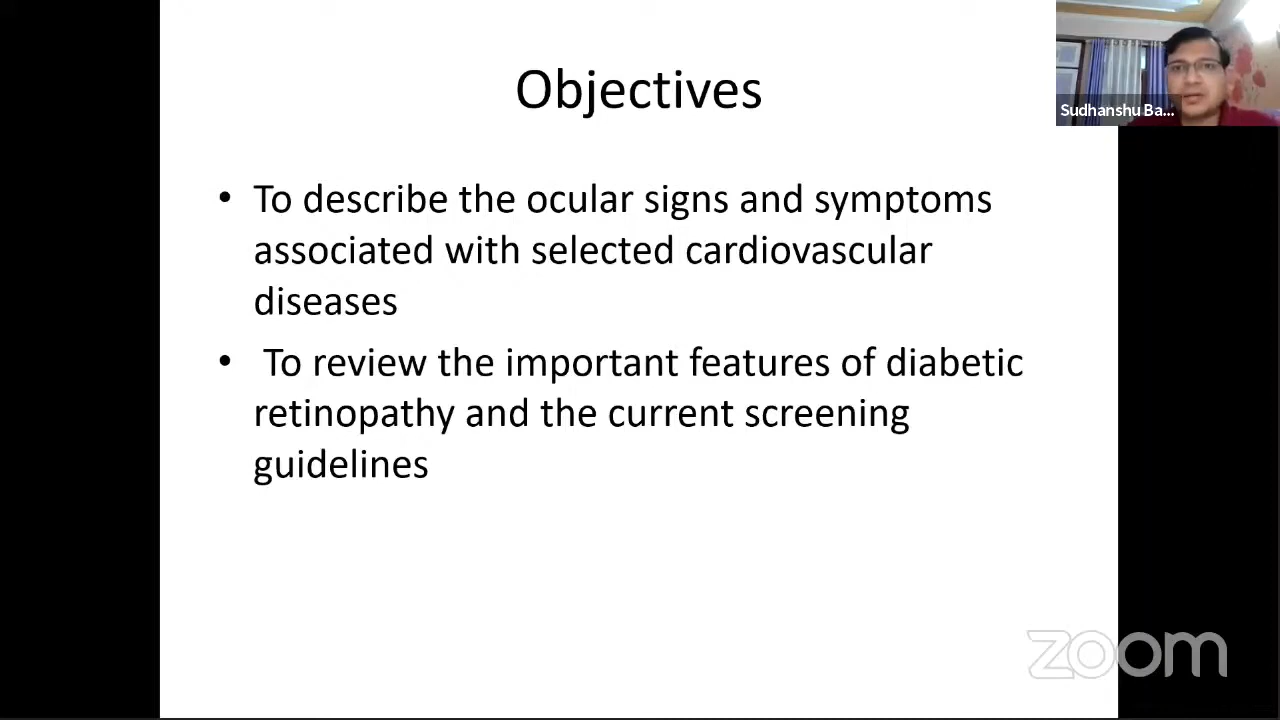 Objectives
Sudhanshu Ba...
• To describe the ocular signs and symptoms
associated with selected cardiovascular
diseases
• To review the important features of diabetic
retinopathy and the current screening
guidelines
zoom